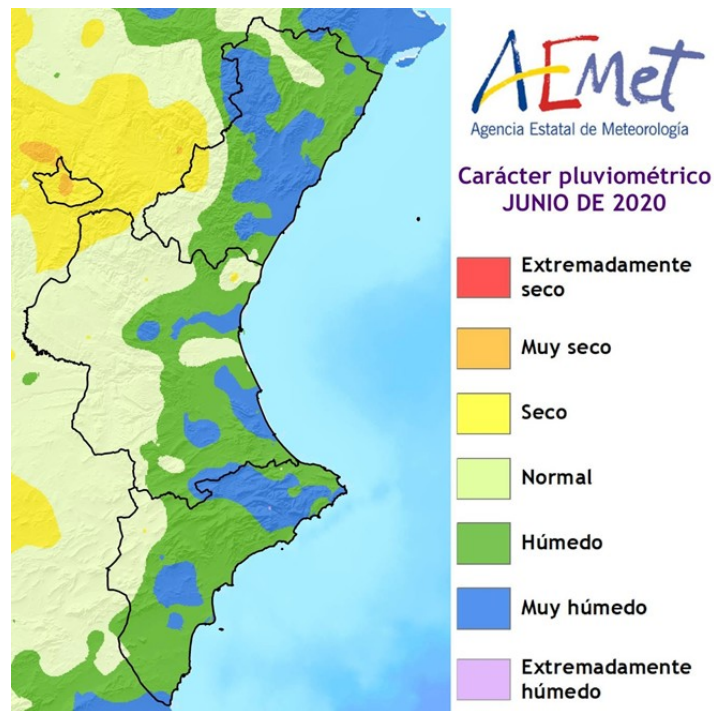 AEMet
Agencia Estatal de Meteorología
Carácter pluviométrico
JUNIO DE 2020
Extremadamente
seco
Muy seco
Seco
Normal
Húmedo
Muy húmedo
Extremadamente
húmedo